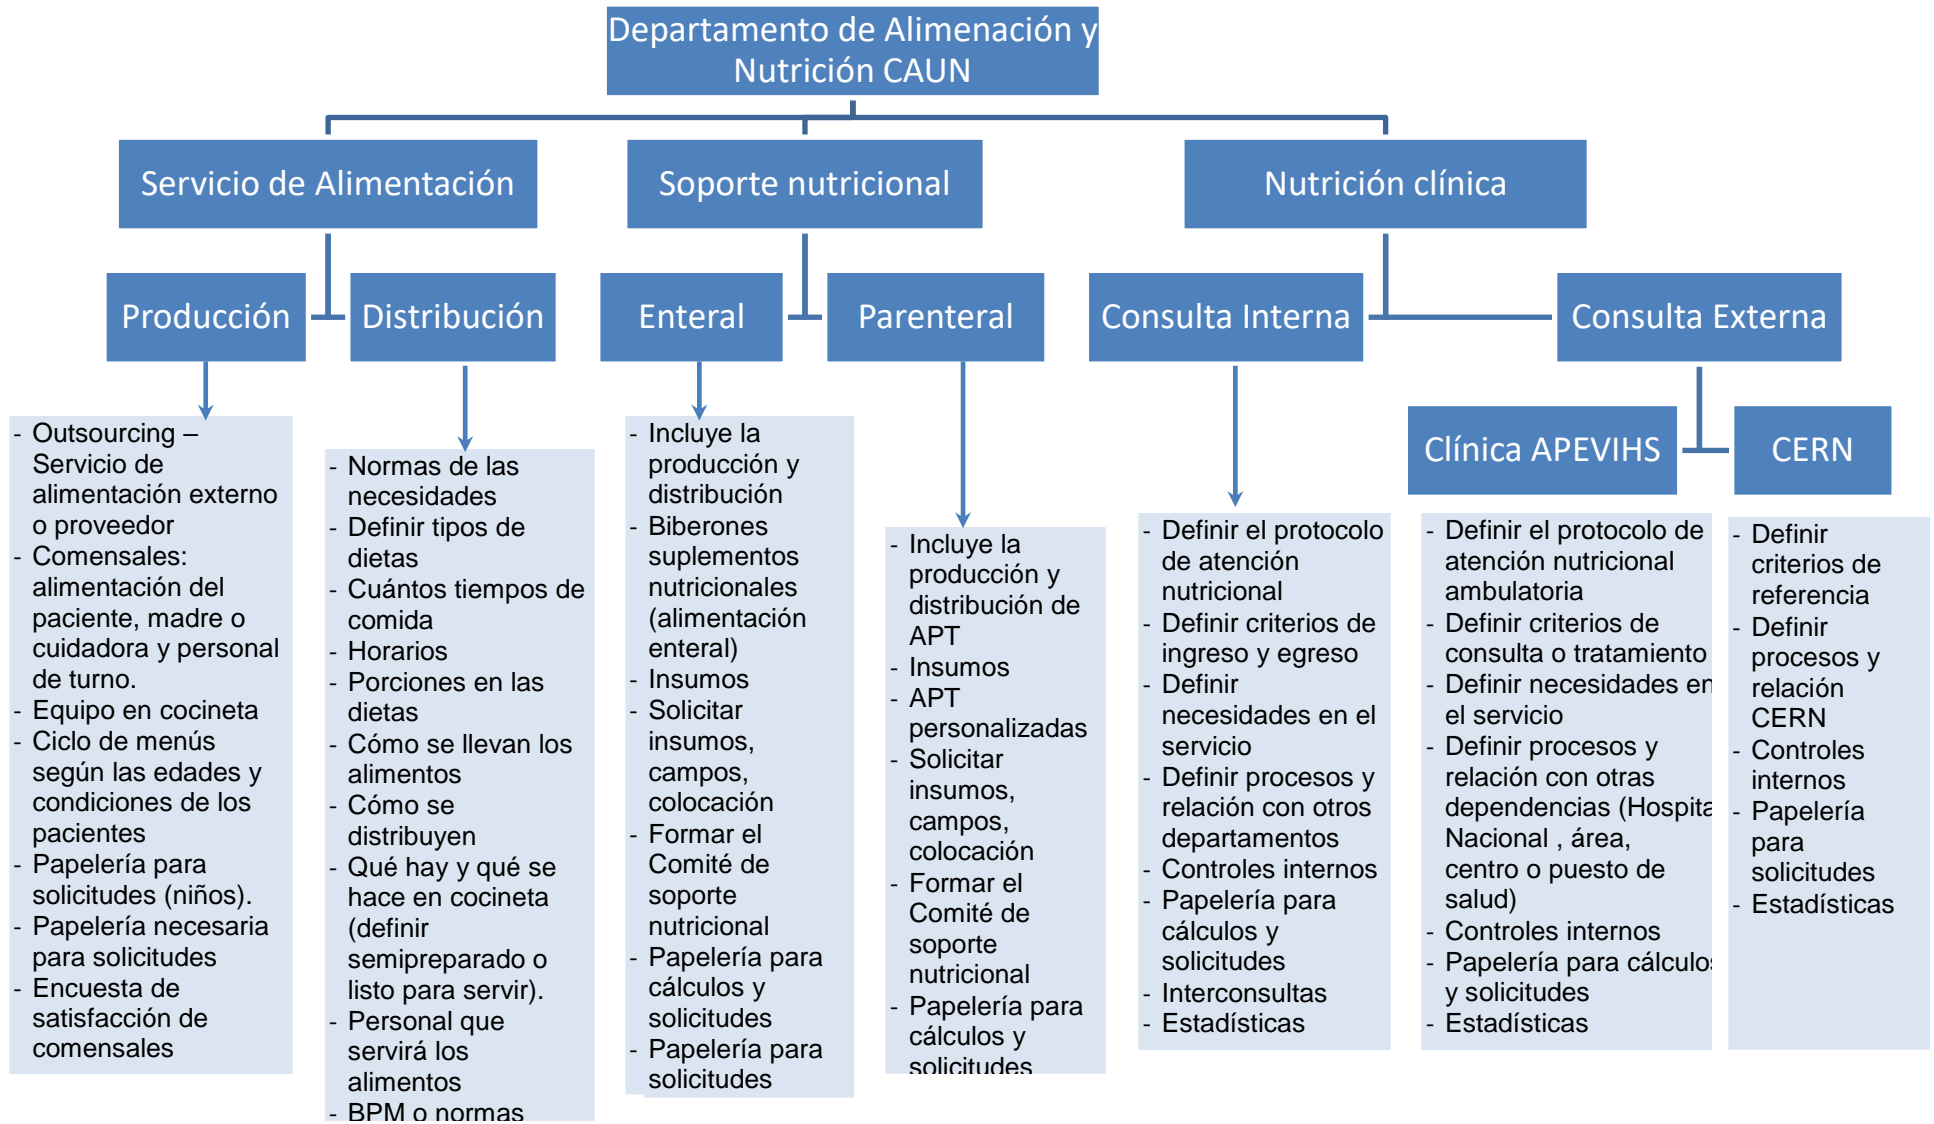 Departamento de Alimenación y
Nutrición CAUN
Servicio de Alimentación
Soporte nutricional
Nutrición clínica
Producción
Distribución
Enteral
Parenteral
Consulta Interna
Consulta Externa
Clínica APEVIHS
CERN
- Outsourcing –
Servicio de
alimentación externo
o proveedor
- Comensales:
alimentación del
paciente, madre o
cuidadora y personal
de turno.
- Equipo en cocineta
- Ciclo de menús
según las edades y
condiciones de los
pacientes
- Papelería para
solicitudes (niños).
- Papelería necesaria
para solicitudes
- Encuesta de
satisfacción de
comensales
- Normas de las
necesidades
- Definir tipos de
dietas
- Cuántos tiempos de
comida
- Horarios
- Porciones en las
dietas
- Cómo se llevan los
alimentos
- Cómo se
distribuyen
- Qué hay y qué se
hace en cocineta
(definir
semipreparado o
listo para servir).
- Personal que
servirá los
alimentos
- BPM o normas
- Incluye la
producción y
distribución
- Biberones
suplementos
nutricionales
(alimentación
enteral)
- Insumos
- Solicitar
insumos,
campos,
colocación
- Formar el
Comité de
soporte
nutricional
- Papelería para
cálculos y
solicitudes
- Papelería para
solicitudes
- Incluye la
producción y
distribución de
APT
- Insumos
- APT
personalizadas
- Solicitar
insumos,
campos,
colocación
- Formar el
Comité de
soporte
nutricional
- Papelería para
cálculos y
solicitudes
- Definir el protocolo
de atención
nutricional
- Definir criterios de
ingreso y egreso
- Definir
necesidades en el
servicio
- Definir procesos y
relación con otros
departamentos
- Controles internos
- Papelería para
cálculos y
solicitudes
- Interconsultas
- Estadísticas
- Definir el protocolo de
atención nutricional
ambulatoria
- Definir criterios de
consulta o tratamiento
- Definir necesidades en
el servicio
- Definir procesos y
relación con otras
dependencias (Hospita
Nacional , área,
centro o puesto de
salud)
- Controles internos
- Papelería para cálculos
y solicitudes
- Estadísticas
- Definir
criterios de
referencia
- Definir
procesos y
relación
CERN
- Controles
internos
- Papelería
para
solicitudes
- Estadísticas